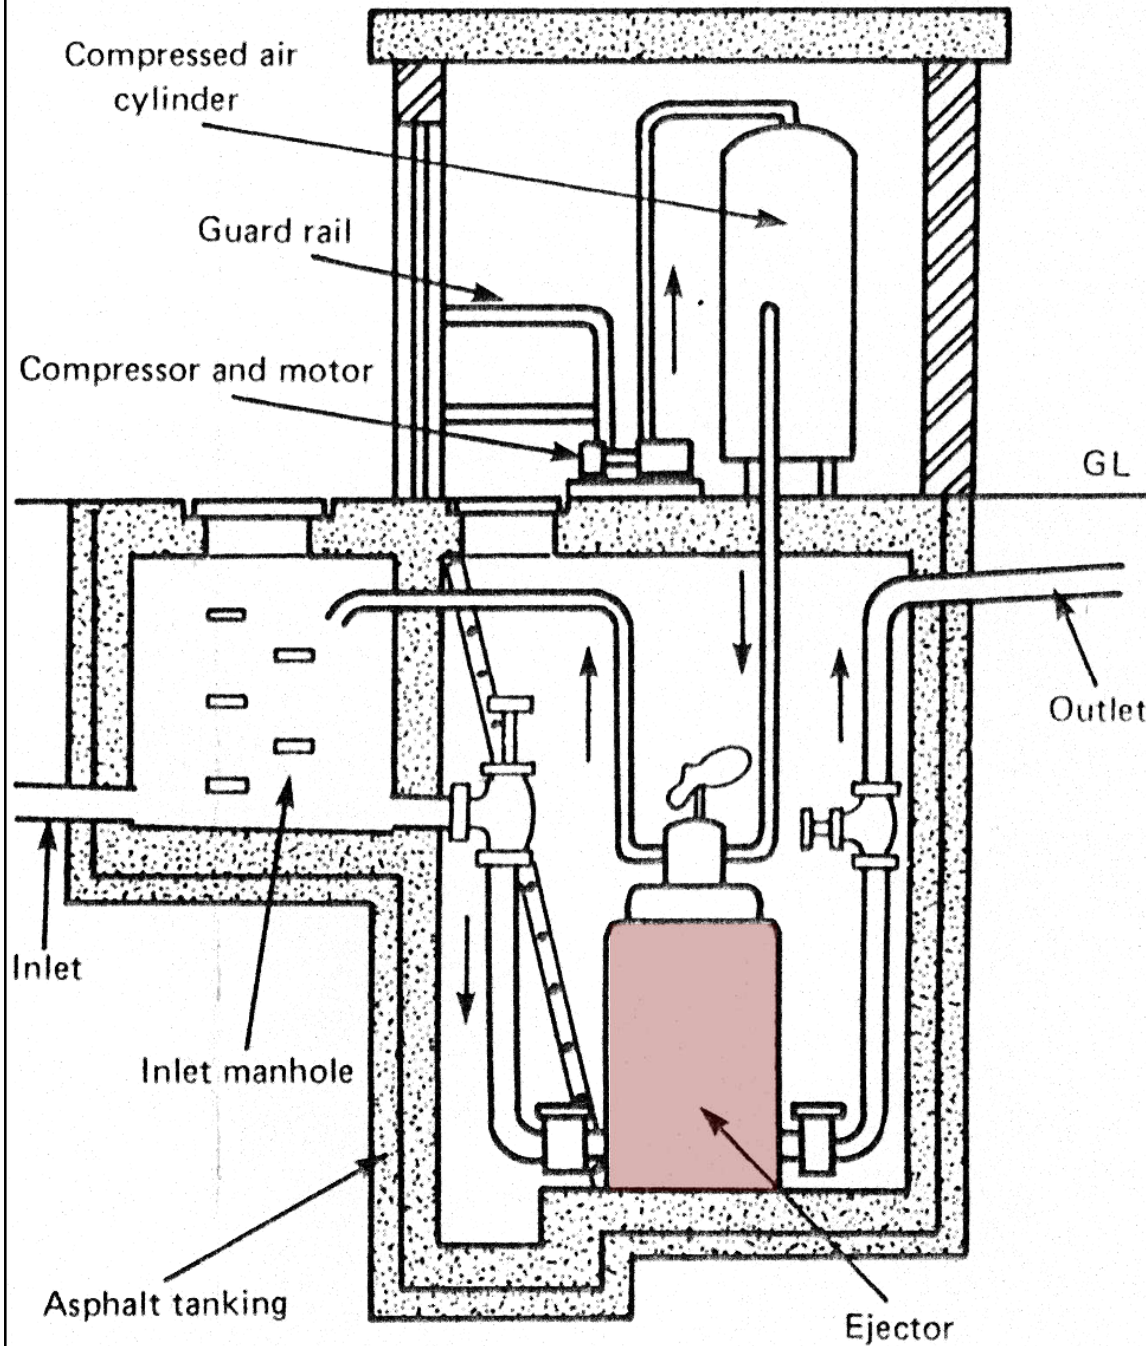 Compressed air
cylinder
Guard rail
Compressor and motor
GL
Outlet
Inlet
Inlet manhole
Asphalt tanking
Ejector